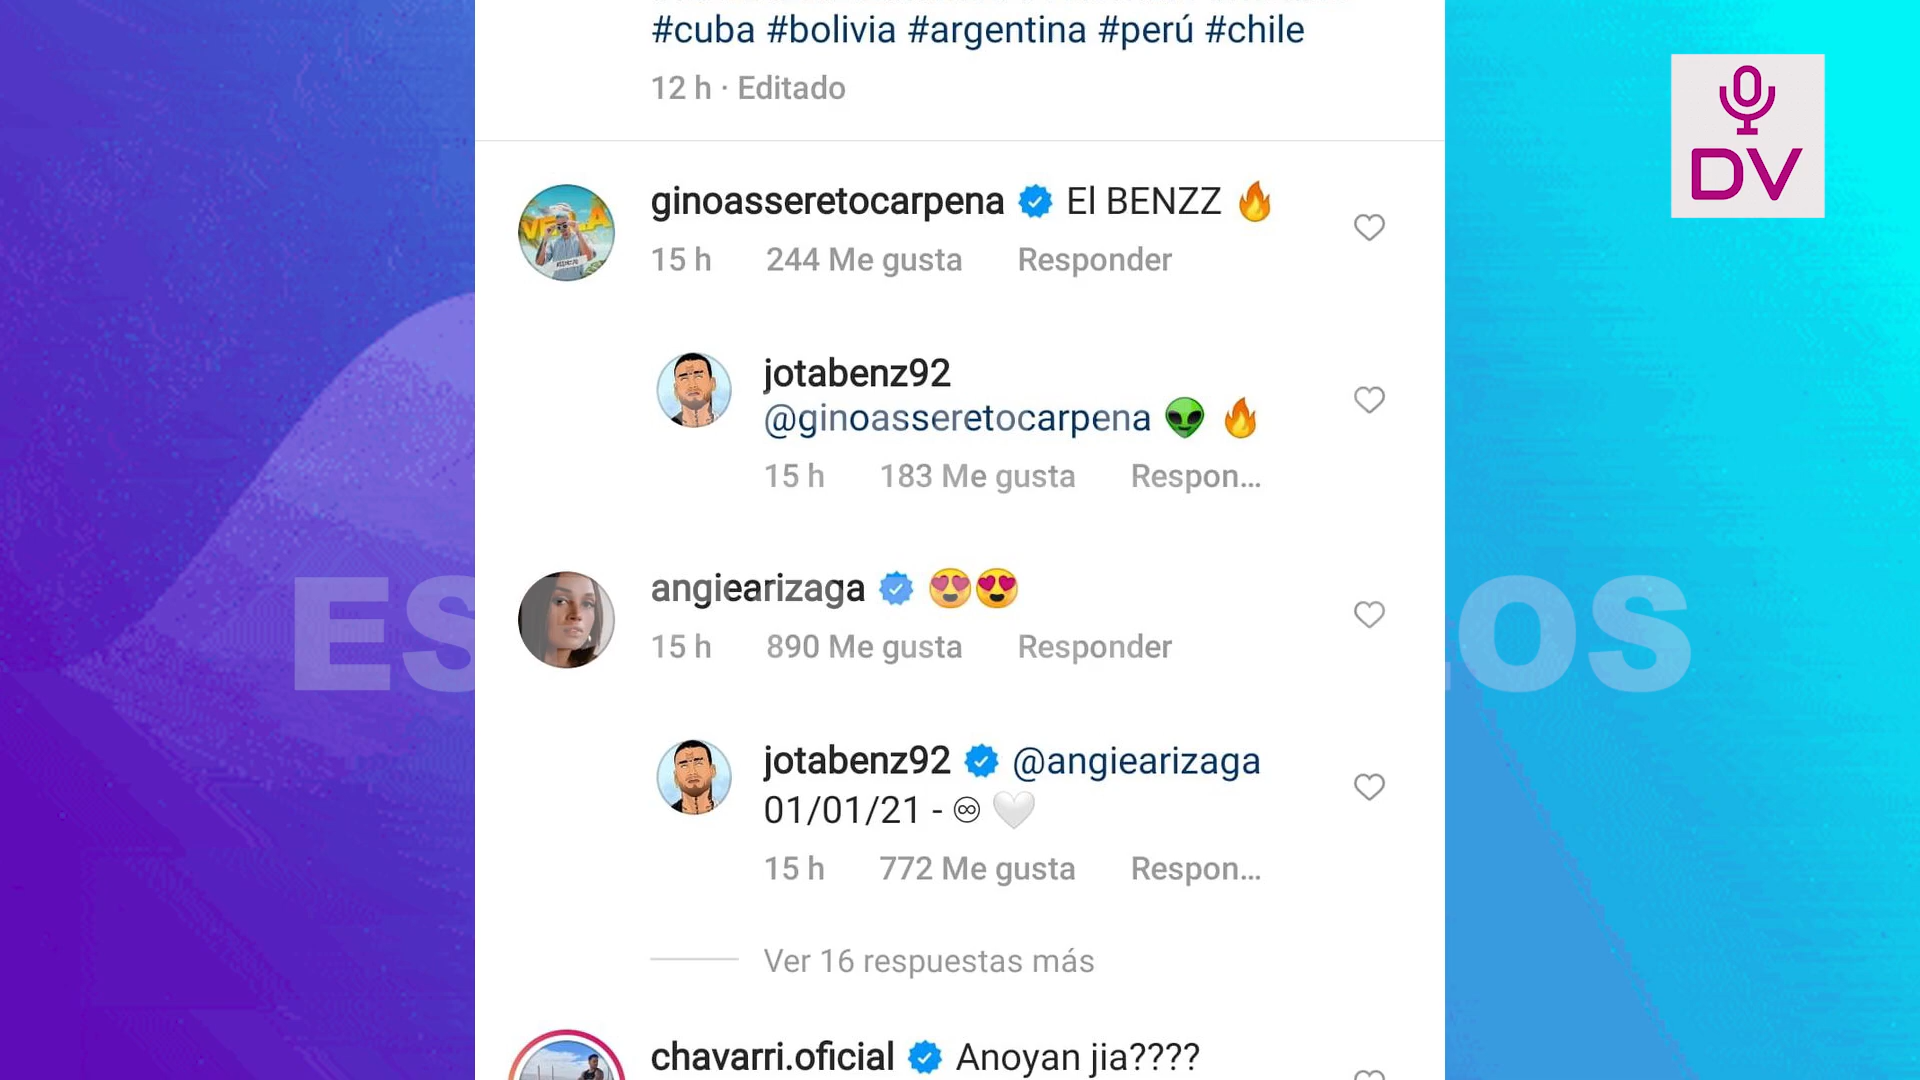 #cuba #bolivia #argentina #perú #chile
12 h · Editado
DV
ginoasseretocarpena El BENZZ 🔥
15 h 244 Me gusta Responder
jotabenz92
@ginoasseretocarpena 👽 🔥
15 h 183 Me gusta Respon...
angiearizaga 😍😍
15 h 890 Me gusta Responder
ES
LOS
jotabenz92 @angiearizaga
01/01/21 - ♾ 🤍
15 h 772 Me gusta Respon...
Ver 16 respuestas más
chavarri.oficial Anoyan jia????